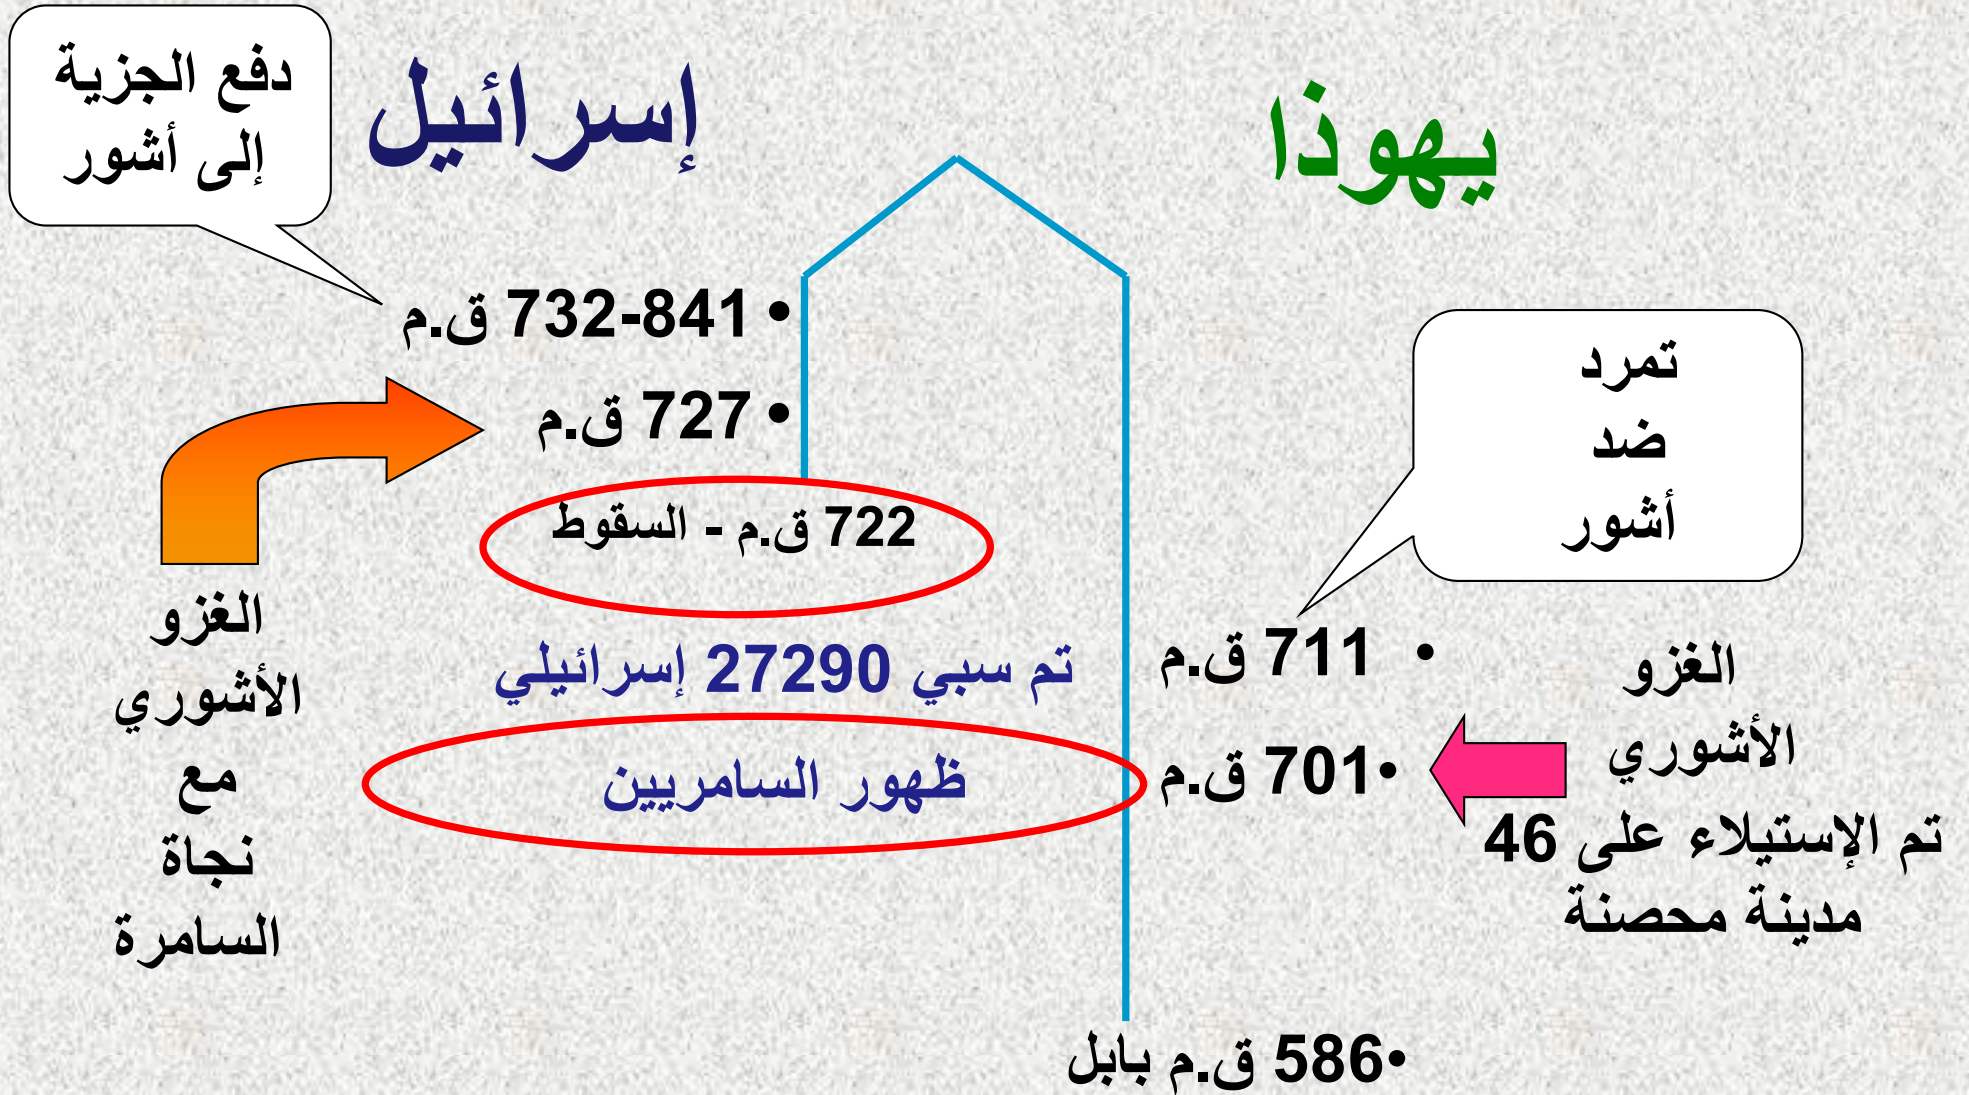 يهوذا
إسرائيل
دفع الجزية
إلى أشور
• 841-732 ق.م
• 727 ق.م
722 ق.م - السقوط
تم سبي 27290 إسرائيلي
ظهور السامريين
الغزو
الأشوري
مع
نجاة
السامرة
تمرد
ضد
أشور
• 711 ق.م
•701 ق.م
الغزو
الأشوري
تم الإستيلاء على 46
مدينة محصنة
•586 ق.م بابل